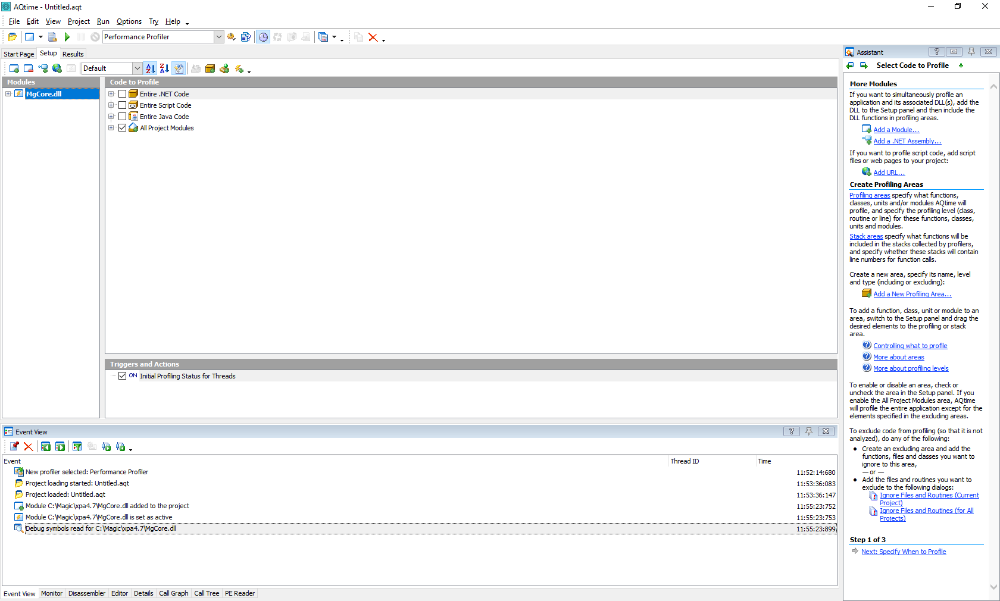 AQtime - Untitled.aqt
File Edit View Project Run Options Try Help
Performance Profiler
Start Page Setup Results
Default
Modules
MgCore.dll
Code to Profile
Entire .NET Code
Entire Script Code
Entire Java Code
All Project Modules
Triggers and Actions
ON Initial Profiling Status for Threads
Event View
Event Thread ID Time
New profiler selected: Performance Profiler 11:52:14:680
Project loading started: Untitled.aqt 11:53:36:083
Project loaded: Untitled.aqt 11:53:36:147
Module C:\Magic\xpa4.7\MgCore.dll added to the project 11:55:23:752
Module C:\Magic\xpa4.7\MgCore.dll is set as active 11:55:23:753
Debug symbols read for C:\Magic\xpa4.7\MgCore.dll 11:55:23:899
Event View Monitor Disassembler Editor Details Call Graph Call Tree PE Reader
Assistant
Select Code to Profile
More Modules
If you want to simultaneously profile an
application and its associated DLL(s), add the
DLL to the Setup panel and then include the
DLL functions in profiling areas.
Add a Module...
Add a .NET Assembly...
If you want to profile script code, add script
files or web pages to your project:
Add URL...
Create Profiling Areas
Profiling areas specify what functions,
classes, units and/or modules AQtime will
profile, and specify the profiling level (class,
routine or line) for these functions, classes,
units and modules.
Stack areas specify what functions will be
included in the stacks collected by profilers,
and specify whether these stacks will contain
line numbers for function calls.
Create a new area, specify its name, level
and type (including or excluding):
Add a New Profiling Area...
To add a function, class, unit or module to an
area, switch to the Setup panel and drag the
desired elements to the profiling or stack
area.
Controlling what to profile
More about areas
More about profiling levels
To enable or disable an area, check or
uncheck the area in the Setup panel. If you
enable the All Project Modules area, AQtime
will profile the entire application except for the
elements specified in the excluding areas.
To exclude code from profiling (so that it is not
analyzed), do any of the following:
• Create an excluding area and add the
functions, files and classes you want to
ignore to this area,
— or —
• Add the files and routines you want to
exclude to the following dialogs:
Ignore Files and Routines (Current
Project)
Ignore Files and Routines (for All
Projects)
Step 1 of 3
Next: Specify When to Profile